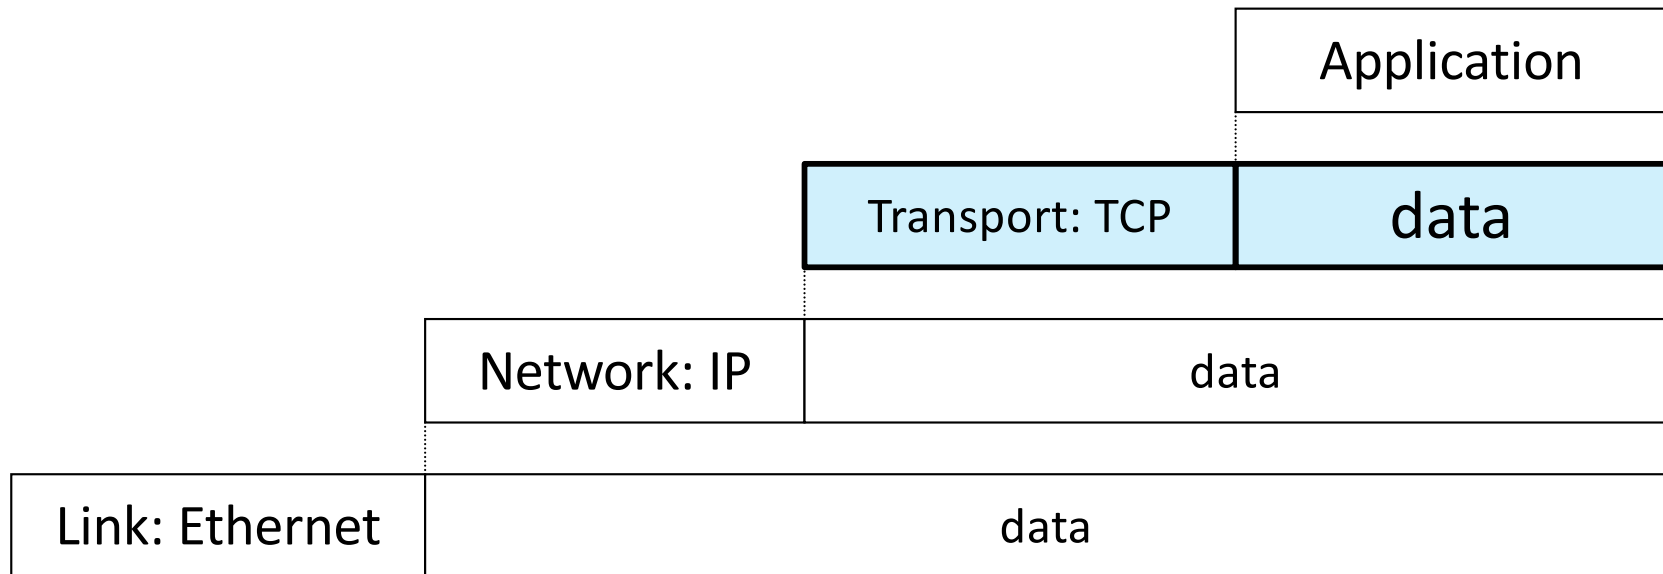 Application
Transport: TCP data
Network: IP data
Link: Ethernet data